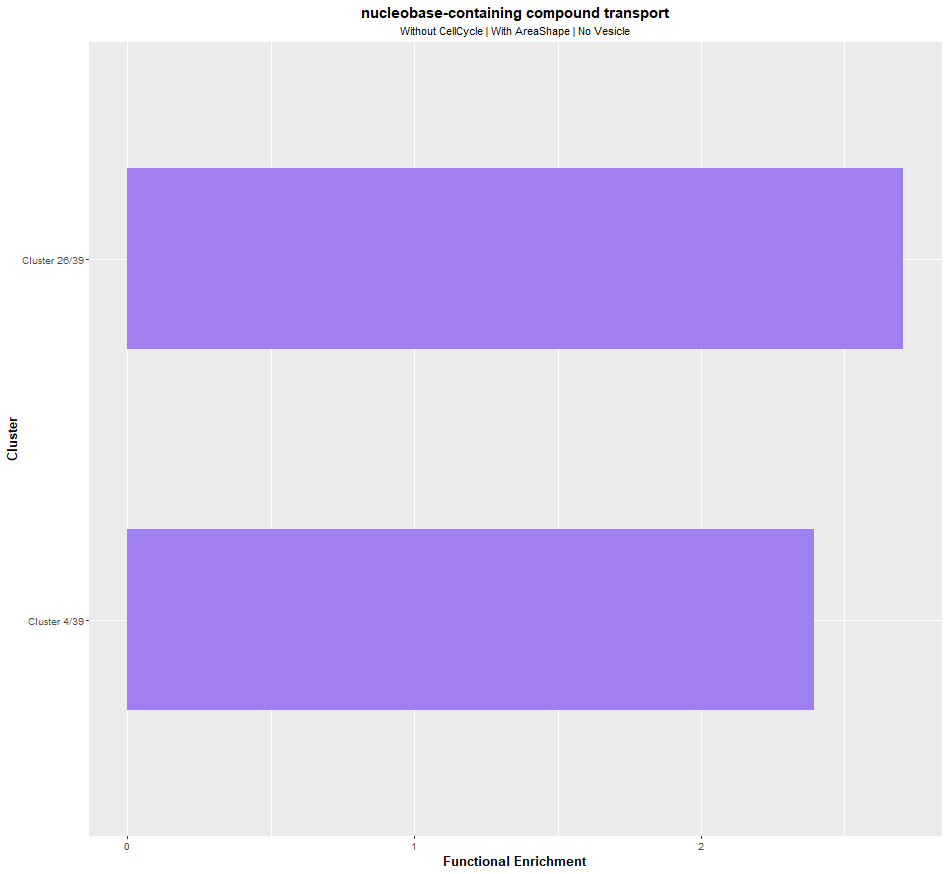 nucleobase-containing compound transport
Without CellCycle | With AreaShape | No Vesicle
Cluster 26/39
Cluster
Cluster 4/39
0 1 2
Functional Enrichment